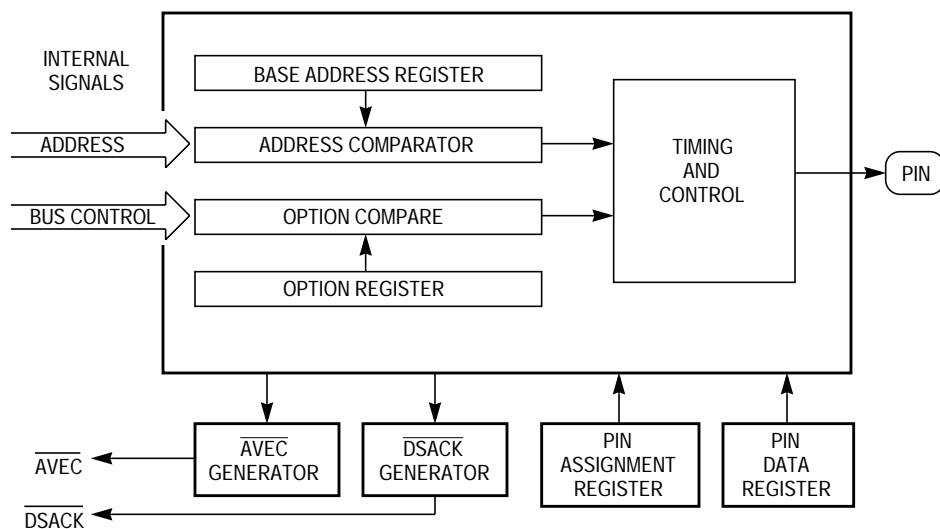 INTERNAL
SIGNALS
BASE ADDRESS REGISTER
ADDRESS
ADDRESS COMPARATOR
TIMING
AND
CONTROL
PIN
BUS CONTROL
OPTION COMPARE
OPTION REGISTER
AVEC
AVEC
GENERATOR
DSACK
GENERATOR
PIN
ASSIGNMENT
REGISTER
PIN
DATA
REGISTER
DSACK